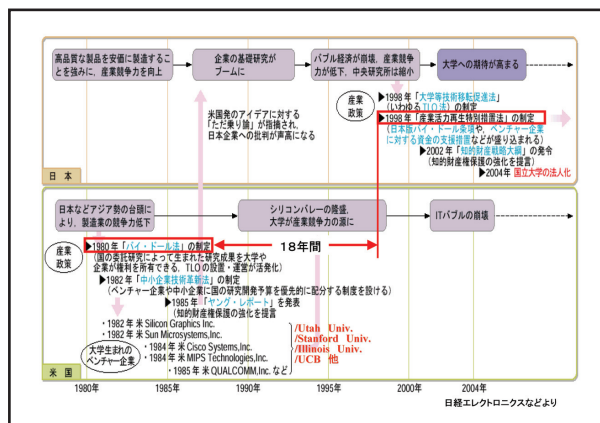 高品質な製品を安価に製造するこ
とを強みに、産業競争力を向上
企業の基礎研究が
ブームに
バブル経済が崩壊，産業競争
力が低下，中央研究所は縮小
大学への期待が高まる
米国発のアイデアに対する
「ただ乗り論」が指摘され，
日本企業への批判が声高になる
産業
政策
▶1998年「大学等技術移転促進法」
（いわゆるTLO法）の制定
▶1998年「産業活力再生特別措置法」の制定
（日本版バイ・ドール条項や，ベンチャー企業
に対する資金の支援措置などが盛り込まれる）
▶2002年「知的財産戦略大綱」の発令
（知的財産権保護の強化を提言）
▶2004年 国立大学の法人化
日本
日本などアジア勢の台頭に
より，製造業の競争力低下
シリコンバレーの隆盛，
大学が産業競争力の源に
ITバブルの崩壊
産業
政策
▶1980年「バイ・ドール法」の制定
18年間
（国の委託研究によって生まれた研究成果を大学や
企業が権利を所有できる，TLOの設置・運営が活発化）
▶1982年「中小企業技術革新法」の制定
（ベンチャー企業や中小企業に国の研究開発予算を優先的に配分する制度を設ける）
▶1985年「ヤング・レポート」を発表
（知的財産権保護の強化を提言
大学生まれの
ベンチャー企業
・1982年 米 Silicon Graphics Inc.
・1982年 米 Sun Microsystems,Inc.
・1984年 米 Cisco Systems,Inc.
・1984年 米 MIPS Technologies,Inc.
・1985年 米 QUALCOMM,Inc. など
/Utah Univ.
/Stanford Univ.
/Illinois Univ.
/UCB 他
米国
1980年 1985年 1990年 1995年 1998年 2000年 2004年
日経エレクトロニクスなどより